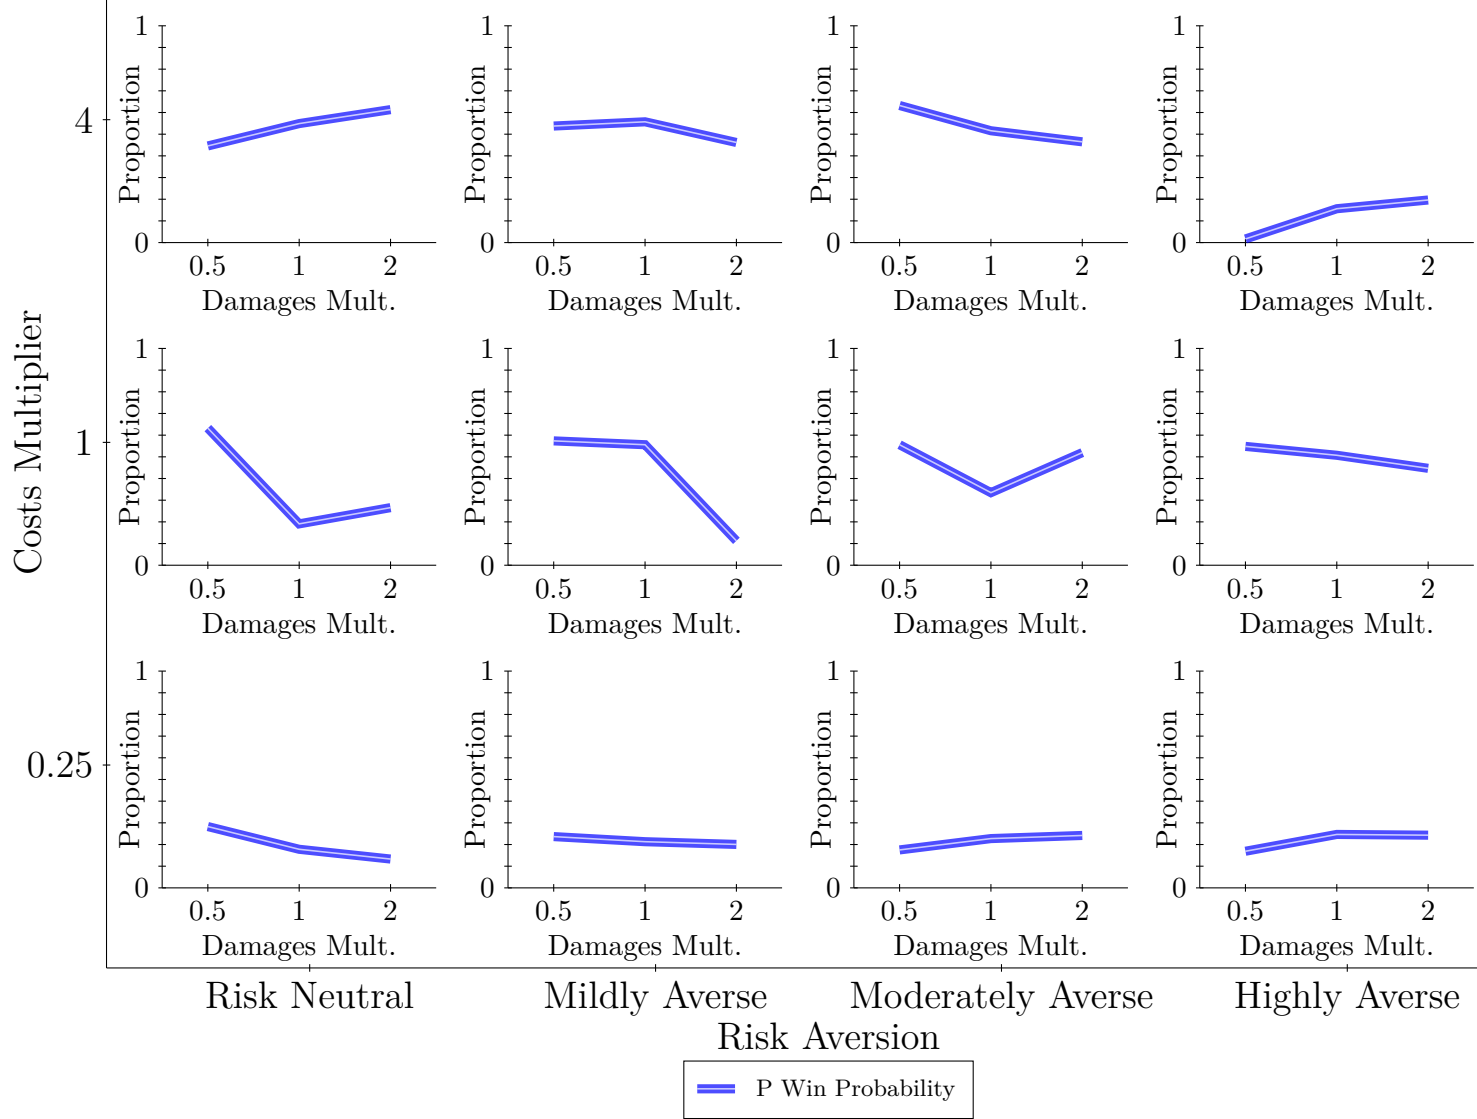 1
Proportion
0
0.5 1 2
Damages Mult.
1
Proportion
0
0.5 1 2
Damages Mult.
1
Proportion
0
0.5 1 2
Damages Mult.
1
Proportion
0
0.5 1 2
Damages Mult.
1
Proportion
0
0.5 1 2
Damages Mult.
1
Proportion
0
0.5 1 2
Damages Mult.
1
Proportion
0
0.5 1 2
Damages Mult.
1
Proportion
0
0.5 1 2
Damages Mult.
1
Proportion
0
0.5 1 2
Damages Mult.
1
Proportion
0
0.5 1 2
Damages Mult.
1
Proportion
0
0.5 1 2
Damages Mult.
1
Proportion
0
0.5 1 2
Damages Mult.
4
1
0.25
Costs Multiplier
Risk Neutral Mildly Averse Moderately Averse Highly Averse
Risk Aversion
P Win Probability